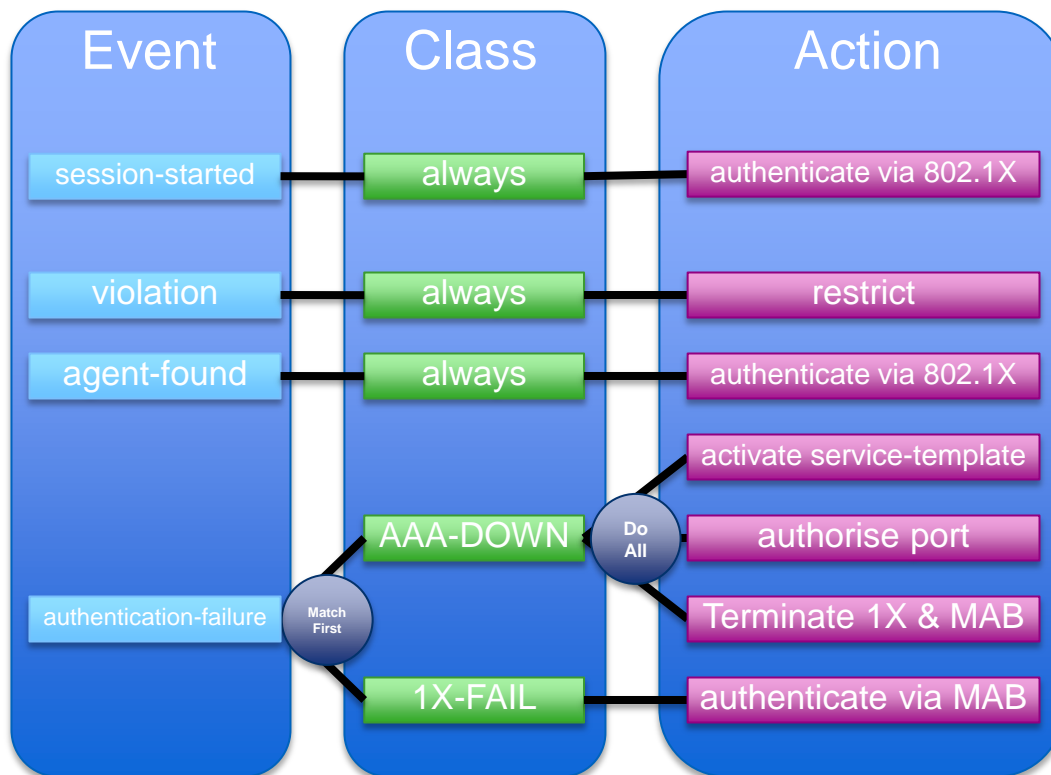 Event
Class
Action
session-started
always
authenticate via 802.1X
violation
always
restrict
agent-found
always
authenticate via 802.1X
activate service-template
AAA-DOWN
Do
All
authorise port
authentication-failure
Match
First
Terminate 1X & MAB
1X-FAIL
authenticate via MAB